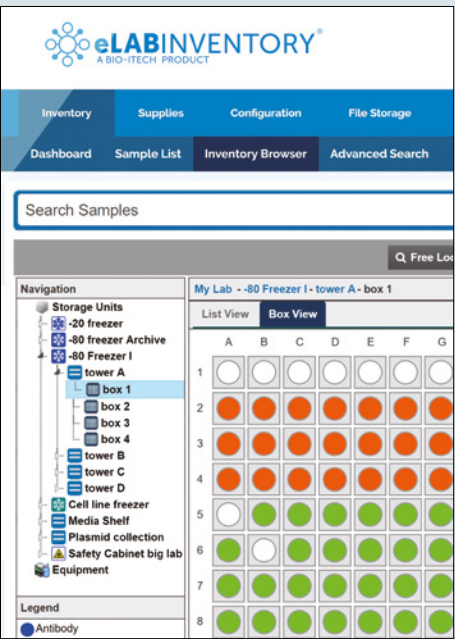 eLABINVENTORY®
A BIO-ITECH PRODUCT
Inventory Supplies Configuration File Storage
Dashboard Sample List Inventory Browser Advanced Search
Search Samples
Free Loc
Navigation
My Lab - -80 Freezer I - tower A - box 1
Storage Units
List View Box View
-20 freezer
-80 freezer Archive
-80 Freezer I
tower A
box 1
box 2
box 3
box 4
tower B
tower C
tower D
Cell line freezer
Media Shelf
Plasmid collection
Safety Cabinet big lab
Equipment
A B C D E F G
1
2
3
4
5
6
7
8
Legend
Antibody